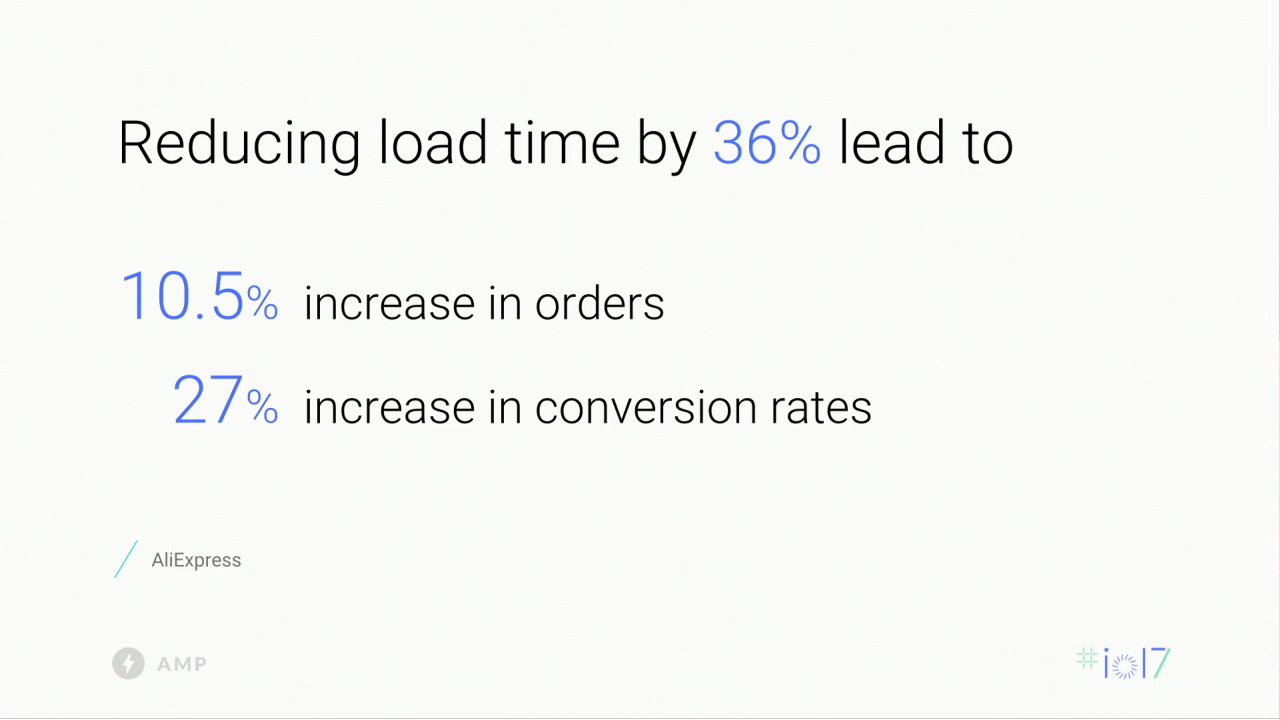 Reducing load time by 36% lead to
10.5% increase in orders
27% increase in conversion rates
AliExpress
AMP
#io17